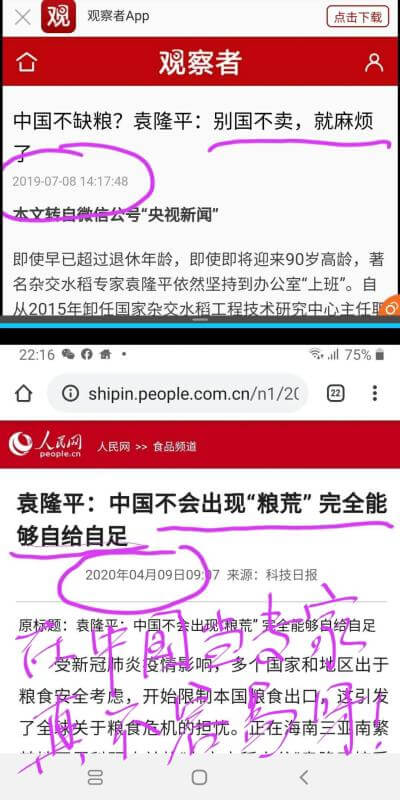 观
观察者App
点击下载
观察者
中国不缺粮？袁隆平：别国不卖，就麻烦
了
2019-07-08 14:17:48
本文转自微信公号“央视新闻”
即使早已超过退休年龄，即使即将迎来90岁高龄，著
名杂交水稻专家袁隆平依然坚持到办公室“上班”。自
从2015年卸任国家杂交水稻工程技术研究中心主任职
22:16
75%
shipin.people.com.cn/n1/20
22
人民网
people.cn
人民网 >> 食品频道
袁隆平：中国不会出现“粮荒” 完全能
够自给自足
2020年04月09日09:07 来源：科技日报
原标题：袁隆平：中国不会出现“粮荒” 完全能够自给自足
在中国当专家
受新冠肺炎疫情影响，多个国家和地区出于
粮食安全考虑，开始限制本国粮食出口，这引发
真不容易啊！
了全球关于粮食危机的担忧。正在海南三亚南繁